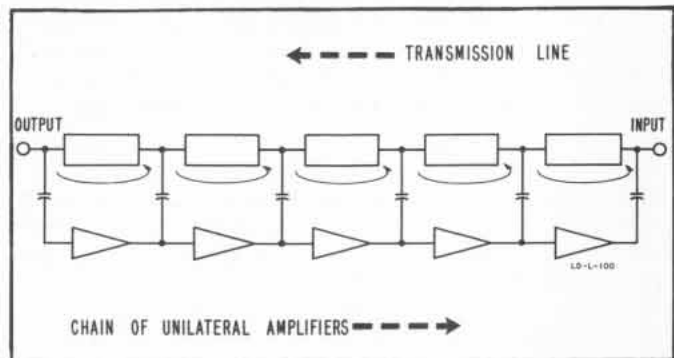 TRANSMISSION LINE
OUTPUT
INPUT
LD-L-100
CHAIN OF UNILATERAL AMPLIFIERS